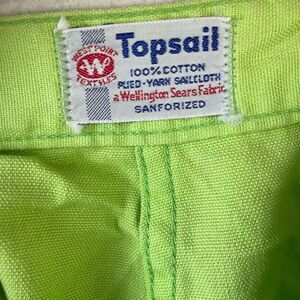 WEST POINT
W
TEXTILES
Topsail
100% COTTON
PLIED-YARN SAILCLOTH
a Wellington Sears Fabric
SANFORIZED